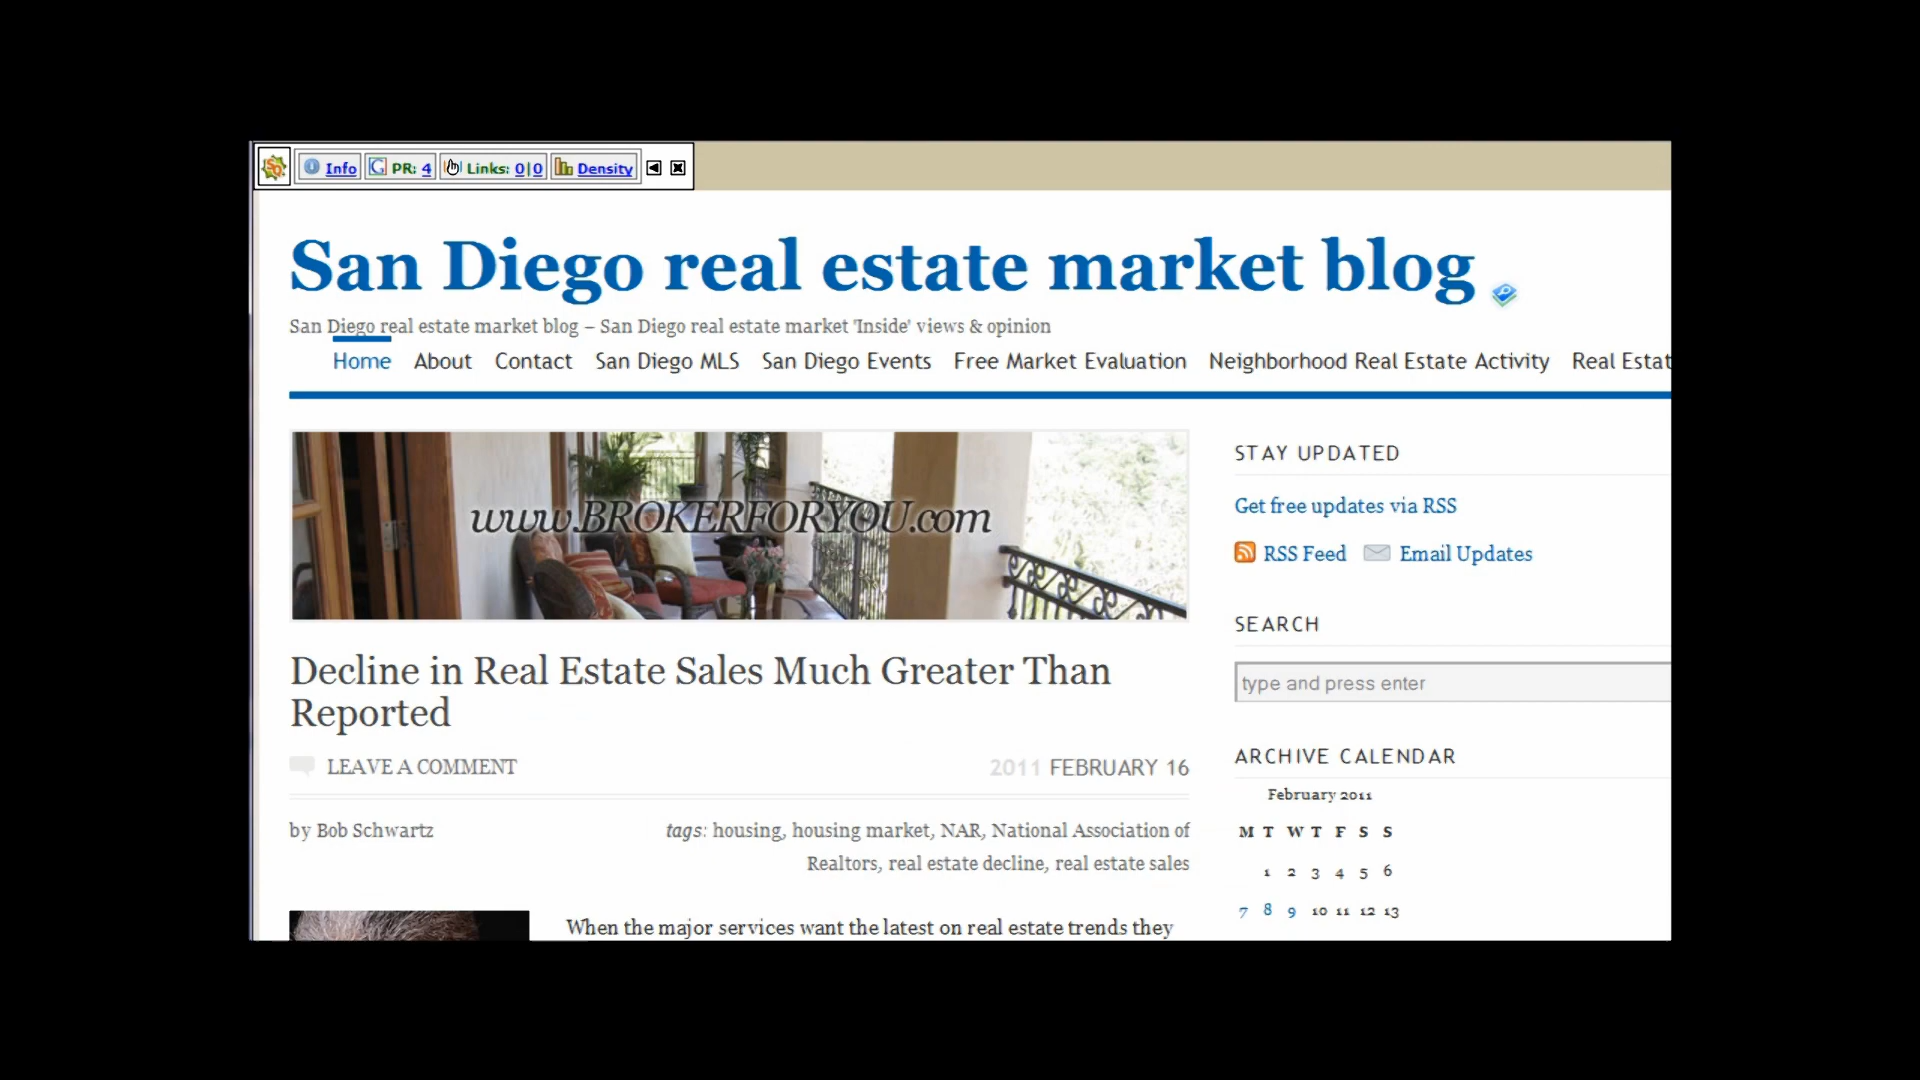 Info PR: 4 Links: 0|0 Density
San Diego real estate market blog
San Diego real estate market blog – San Diego real estate market 'Inside' views & opinion
Home About Contact San Diego MLS San Diego Events Free Market Evaluation Neighborhood Real Estate Activity Real Estat
www.BROKERFORYOU.com
Decline in Real Estate Sales Much Greater Than
Reported
LEAVE A COMMENT 2011 FEBRUARY 16
by Bob Schwartz
tags: housing, housing market, NAR, National Association of
Realtors, real estate decline, real estate sales
When the major services want the latest on real estate trends they
STAY UPDATED
Get free updates via RSS
RSS Feed Email Updates
SEARCH
type and press enter
ARCHIVE CALENDAR
February 2011
M T W T F S S
1 2 3 4 5 6
7 8 9 10 11 12 13